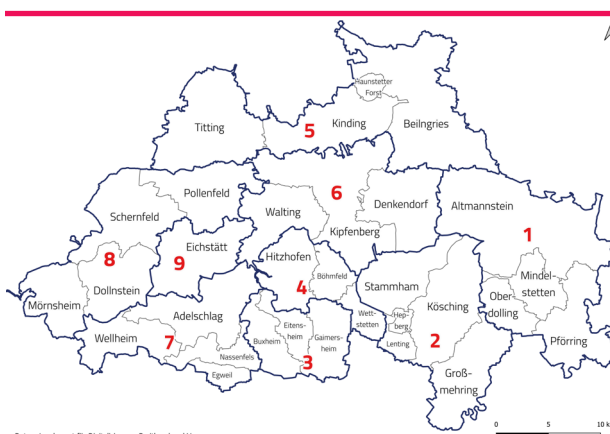 Haunstetter
Forst
Titting
5
Kinding
Beilngries
Pollenfeld
6
Schernfeld
Walting
Denkendorf
Altmannstein
Kipfenberg
1
Eichstätt
Hitzhofen
8
9
Böhmfeld
Mindel-
stetten
Dollnstein
4
Stammham
Ober-
dolling
Mörnsheim
Kösching
Adelschlag
Wett-
stetten
Hep-
berg
Eitens-
heim
Gaimers-
heim
Wellheim
7
Buxheim
Lenting
2
Pförring
Nassenfels
3
Egweil
Groß-
mehring
0 5 10 k